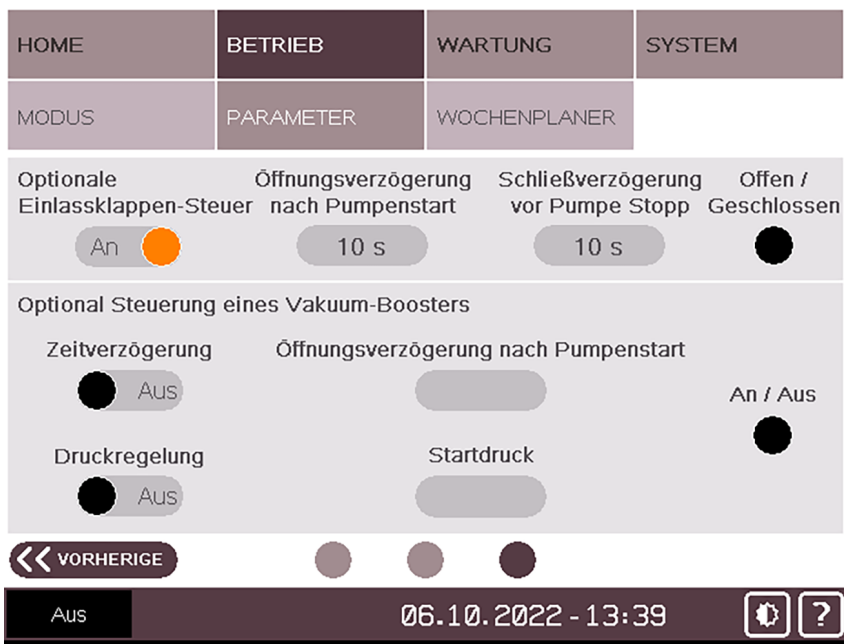 HOME BETRIEB WARTUNG SYSTEM
MODUS PARAMETER WOCHENPLANER
Optionale Öffnungsverzögerung Schließverzögerung Offen /
Einlassklappen-Steuer nach Pumpenstart vor Pumpe Stopp Geschlossen
An 10 s 10 s
Optional Steuerung eines Vakuum-Boosters
Zeitverzögerung Öffnungsverzögerung nach Pumpenstart
Aus An / Aus
Druckregelung Startdruck
Aus
VORHERIGE
Aus 06.10.2022-13:39 ?